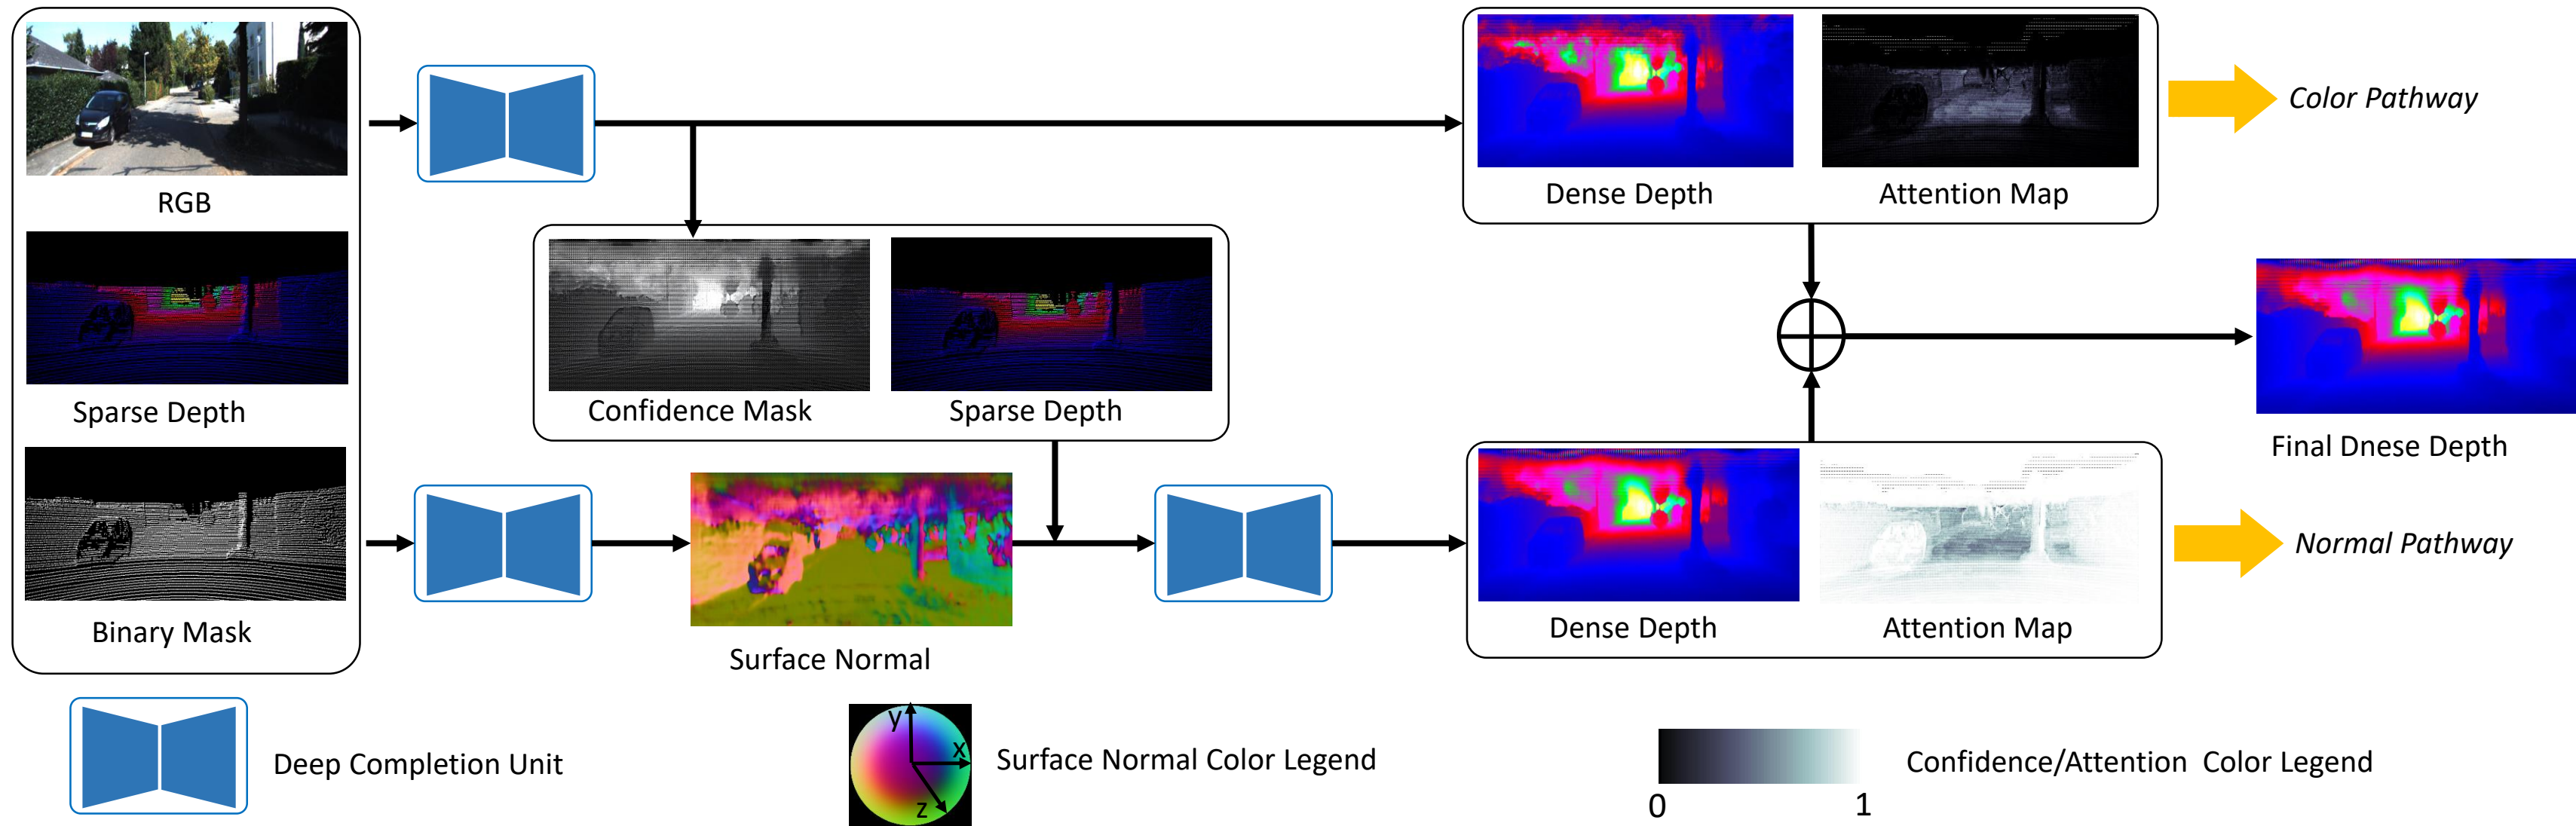 RGB
Sparse Depth
Binary Mask
Confidence Mask
Sparse Depth
Surface Normal
Dense Depth
Attention Map
Color Pathway
Final Dnese Depth
Dense Depth
Attention Map
Normal Pathway
Deep Completion Unit
y
x
z
Surface Normal Color Legend
0
1
Confidence/Attention Color Legend